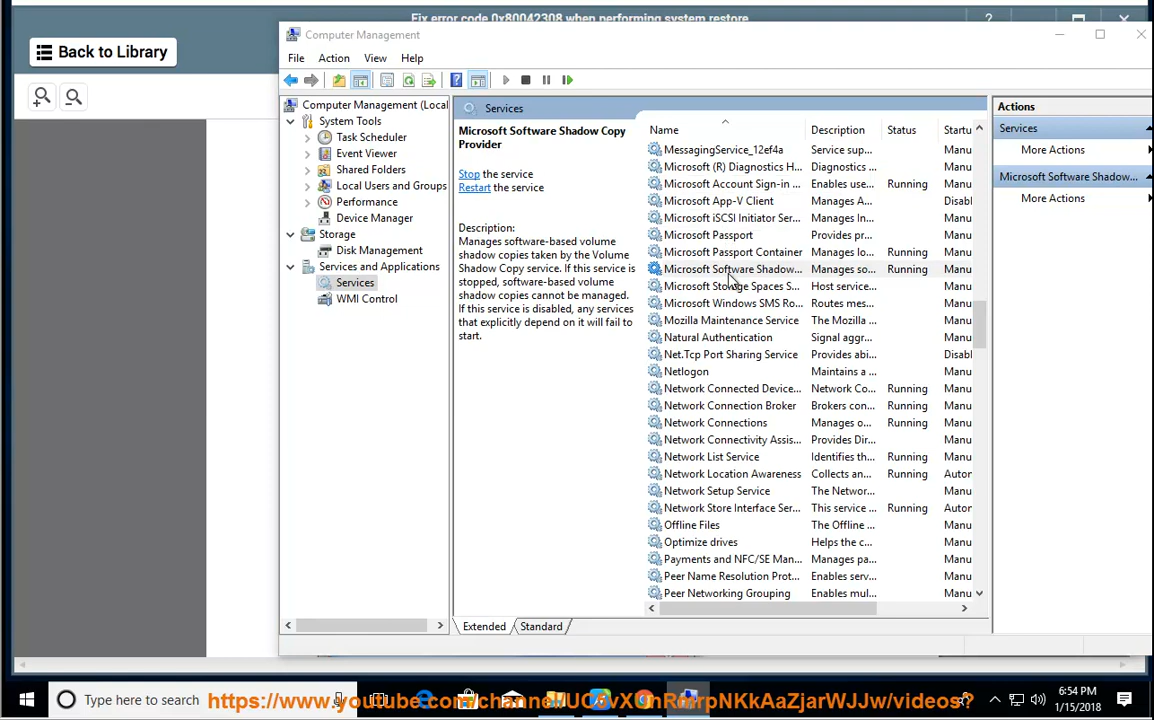 Fix error code 0x80042308 when performing system restore
Back to Library
Computer Management
File Action View Help
Computer Management (Local
System Tools
Task Scheduler
Event Viewer
Shared Folders
Local Users and Groups
Performance
Device Manager
Storage
Disk Management
Services and Applications
Services
WMI Control
Services
Microsoft Software Shadow Copy
Provider
Stop the service
Restart the service
Description:
Manages software-based volume
shadow copies taken by the Volume
Shadow Copy service. If this service is
stopped, software-based volume
shadow copies cannot be managed.
If this service is disabled, any services
that explicitly depend on it will fail to
start.
Name Description Status Startu
MessagingService_12ef4a Service sup... Manu
Microsoft (R) Diagnostics H... Diagnostics ... Manu
Microsoft Account Sign-in ... Enables use... Running Manu
Microsoft App-V Client Manages A... Disabl
Microsoft iSCSI Initiator Ser... Manages In... Manu
Microsoft Passport Provides pr... Manu
Microsoft Passport Container Manages lo... Running Manu
Microsoft Software Shadow... Manages so... Running Manu
Microsoft Storage Spaces S... Host service... Manu
Microsoft Windows SMS Ro... Routes mes... Manu
Mozilla Maintenance Service The Mozilla ... Manu
Natural Authentication Signal aggr... Manu
Net.Tcp Port Sharing Service Provides abi... Disabl
Netlogon Maintains a ... Manu
Network Connected Device... Network Co... Running Manu
Network Connection Broker Brokers con... Running Manu
Network Connections Manages o... Running Manu
Network Connectivity Assis... Provides Dir... Manu
Network List Service Identifies th... Running Manu
Network Location Awareness Collects an... Running Autor
Network Setup Service The Networ... Manu
Network Store Interface Ser... This service ... Running Autor
Offline Files The Offline ... Manu
Optimize drives Helps the c... Manu
Payments and NFC/SE Man... Manages pa... Manu
Peer Name Resolution Prot... Enables serv... Manu
Peer Networking Grouping Enables mul... Manu
Extended Standard
Actions
Services
More Actions
Microsoft Software Shadow...
More Actions
Type here to search
6:54 PM
1/15/2018